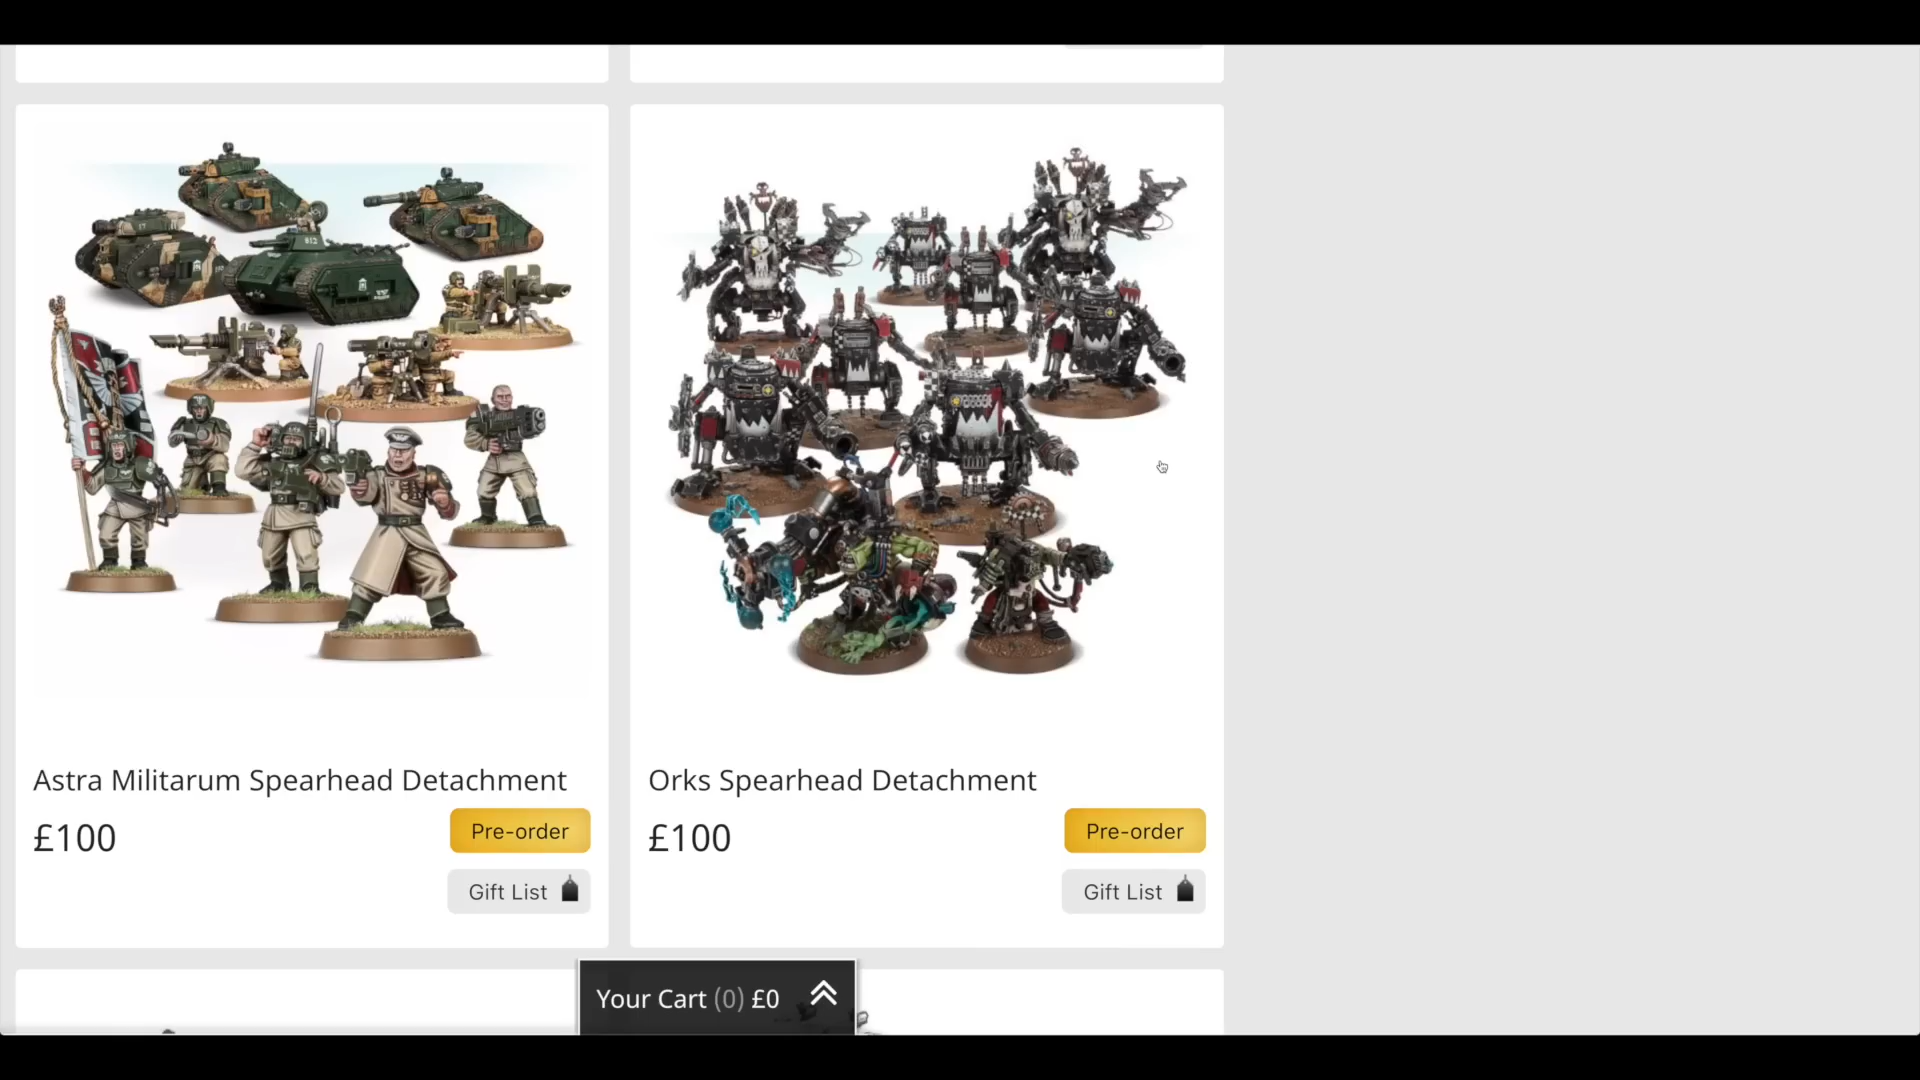 Astra Militarum Spearhead Detachment
£100
Pre-order
Gift List
Orks Spearhead Detachment
£100
Pre-order
Gift List
Your Cart (0) £0